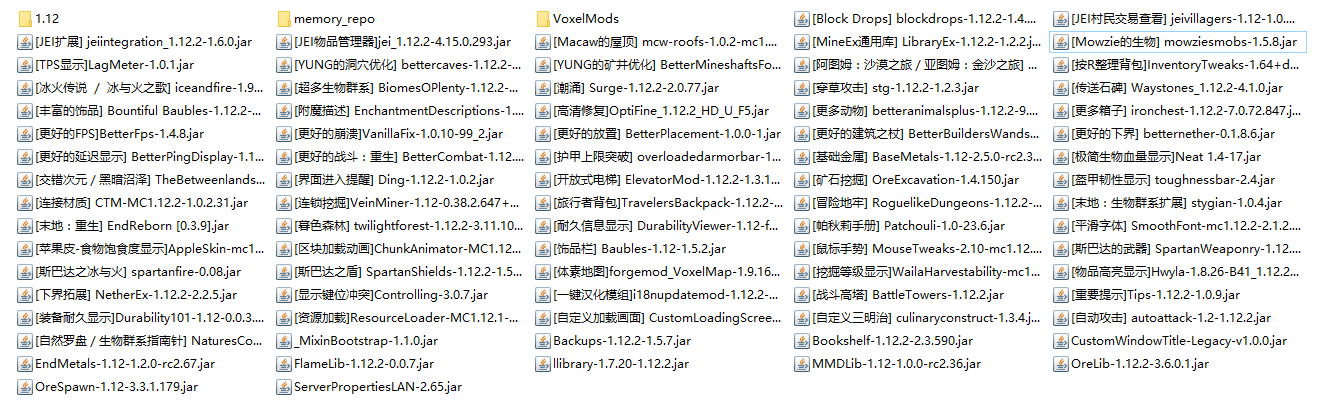 1.12
memory_repo
VoxelMods
[Block Drops] blockdrops-1.12.2-1.4....
[JEI村民交易查看] jeivillagers-1.12-1.0....
[JEI扩展] jeiintegration_1.12.2-1.6.0.jar
[JEI物品管理器]jei_1.12.2-4.15.0.293.jar
[Macaw的屋顶] mcw-roofs-1.0.2-mc1....
[MineEx通用库] LibraryEx-1.12.2-1.2.2.j...
[Mowzie的生物] mowziesmobs-1.5.8.jar
[TPS显示]LagMeter-1.0.1.jar
[YUNG的洞穴优化] bettercaves-1.12.2-...
[YUNG的矿井优化] BetterMineshaftsFo...
[阿图姆：沙漠之旅 / 亚图姆：金沙之旅] ...
[按R整理背包]InventoryTweaks-1.64+d...
[冰火传说 / 冰与火之歌] iceandfire-1.9...
[超多生物群系] BiomesOPlenty-1.12.2-...
[潮涌] Surge-1.12.2-2.0.77.jar
[穿草攻击] stg-1.12.2-1.2.3.jar
[传送石碑] Waystones_1.12.2-4.1.0.jar
[丰富的饰品] Bountiful Baubles-1.12.2-...
[附魔描述] EnchantmentDescriptions-1...
[高清修复]OptiFine_1.12.2_HD_U_F5.jar
[更多动物] betteranimalsplus-1.12.2-9...
[更多箱子] ironchest-1.12.2-7.0.72.847.j...
[更好的FPS]BetterFps-1.4.8.jar
[更好的崩溃]VanillaFix-1.0.10-99_2.jar
[更好的放置] BetterPlacement-1.0.0-1.jar
[更好的建筑之杖] BetterBuildersWands...
[更好的下界] betternether-0.1.8.6.jar
[更好的延迟显示] BetterPingDisplay-1.1...
[更好的战斗：重生] BetterCombat-1.12....
[护甲上限突破] overloadedarmorbar-1...
[基础金属] BaseMetals-1.12-2.5.0-rc2.3...
[极简生物血量显示]Neat 1.4-17.jar
[交错次元 / 黑暗沼泽] TheBetweenlands...
[界面进入提醒] Ding-1.12.2-1.0.2.jar
[开放式电梯] ElevatorMod-1.12.2-1.3.1...
[矿石挖掘] OreExcavation-1.4.150.jar
[盔甲韧性显示] toughnessbar-2.4.jar
[连接材质] CTM-MC1.12.2-1.0.2.31.jar
[连锁挖掘]VeinMiner-1.12-0.38.2.647+...
[旅行者背包]TravelersBackpack-1.12.2-...
[冒险地牢] RoguelikeDungeons-1.12.2-...
[末地：生物群系扩展] stygian-1.0.4.jar
[末地：重生] EndReborn [0.3.9].jar
[暮色森林] twilightforest-1.12.2-3.11.10...
[耐久信息显示] DurabilityViewer-1.12-f...
[帕秋莉手册] Patchouli-1.0-23.6.jar
[平滑字体] SmoothFont-mc1.12.2-2.1.2...
[苹果皮-食物饱食度显示]AppleSkin-mc1...
[区块加载动画]ChunkAnimator-MC1.12...
[饰品栏] Baubles-1.12-1.5.2.jar
[鼠标手势] MouseTweaks-2.10-mc1.12....
[斯巴达的武器] SpartanWeaponry-1.12...
[斯巴达之冰与火] spartanfire-0.08.jar
[斯巴达之盾] SpartanShields-1.12.2-1.5...
[体素地图]forgemod_VoxelMap-1.9.16...
[挖掘等级显示]WailaHarvestability-mc1...
[物品高亮显示]Hwyla-1.8.26-B41_1.12.2...
[下界拓展] NetherEx-1.12.2-2.2.5.jar
[显示键位冲突]Controlling-3.0.7.jar
[一键汉化模组]i18nupdatemod-1.12.2-...
[战斗高塔] BattleTowers-1.12.2.jar
[重要提示]Tips-1.12.2-1.0.9.jar
[装备耐久显示]Durability101-1.12-0.0.3....
[资源加载]ResourceLoader-MC1.12.1-...
[自定义加载画面] CustomLoadingScree...
[自定义三明治] culinaryconstruct-1.3.4.j...
[自动攻击] autoattack-1.2-1.12.2.jar
[自然罗盘 / 生物群系指南针] NaturesCo...
_MixinBootstrap-1.1.0.jar
Backups-1.12.2-1.5.7.jar
Bookshelf-1.12.2-2.3.590.jar
CustomWindowTitle-Legacy-v1.0.0.jar
EndMetals-1.12-1.2.0-rc2.67.jar
FlameLib-1.12.2-0.0.7.jar
llibrary-1.7.20-1.12.2.jar
MMDLib-1.12-1.0.0-rc2.36.jar
OreLib-1.12.2-3.6.0.1.jar
OreSpawn-1.12-3.3.1.179.jar
ServerPropertiesLAN-2.65.jar